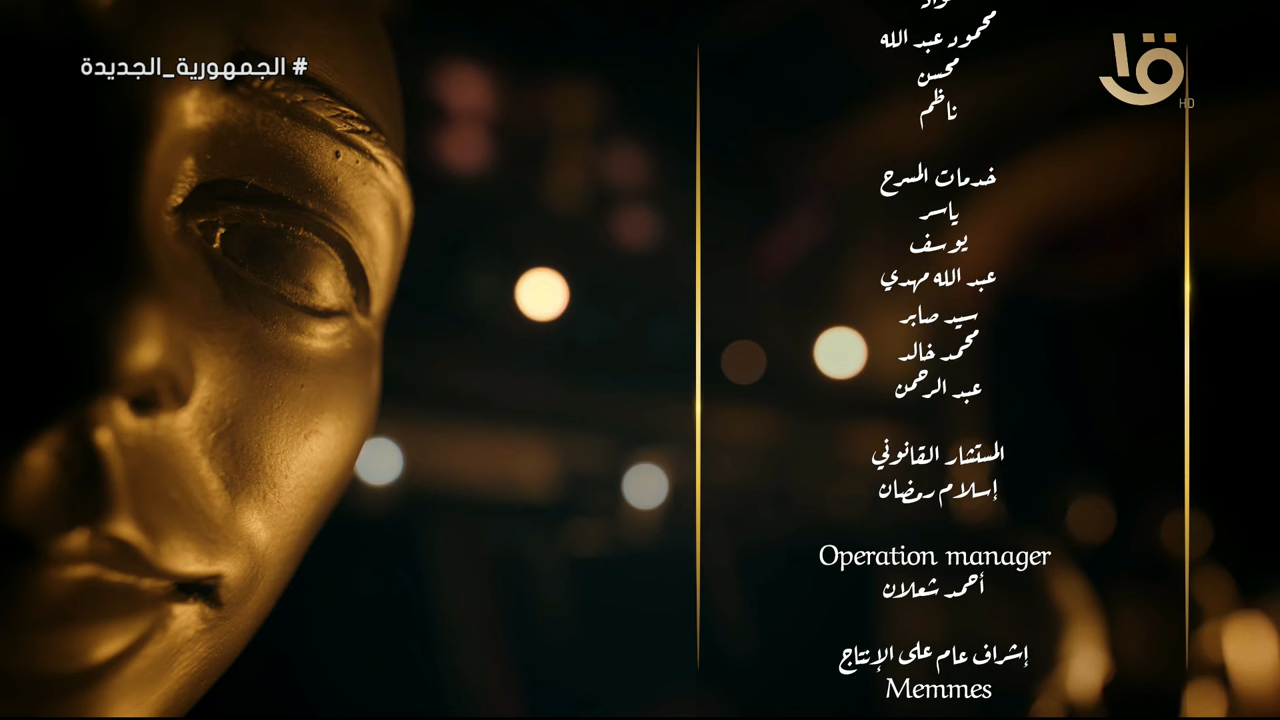 # الجمهورية_الجديدة
HD
محمود عبد الله
محسن
ناظم
خدمات المسرح
ياسر
يوسف
عبد الله مهدي
سيد صابر
محمد خالد
عبد الرحمن
المستشار القانوني
إسلام رمضان
Operation manager
أحمد شعلان
إشراف عام على الإنتاج
Memmes